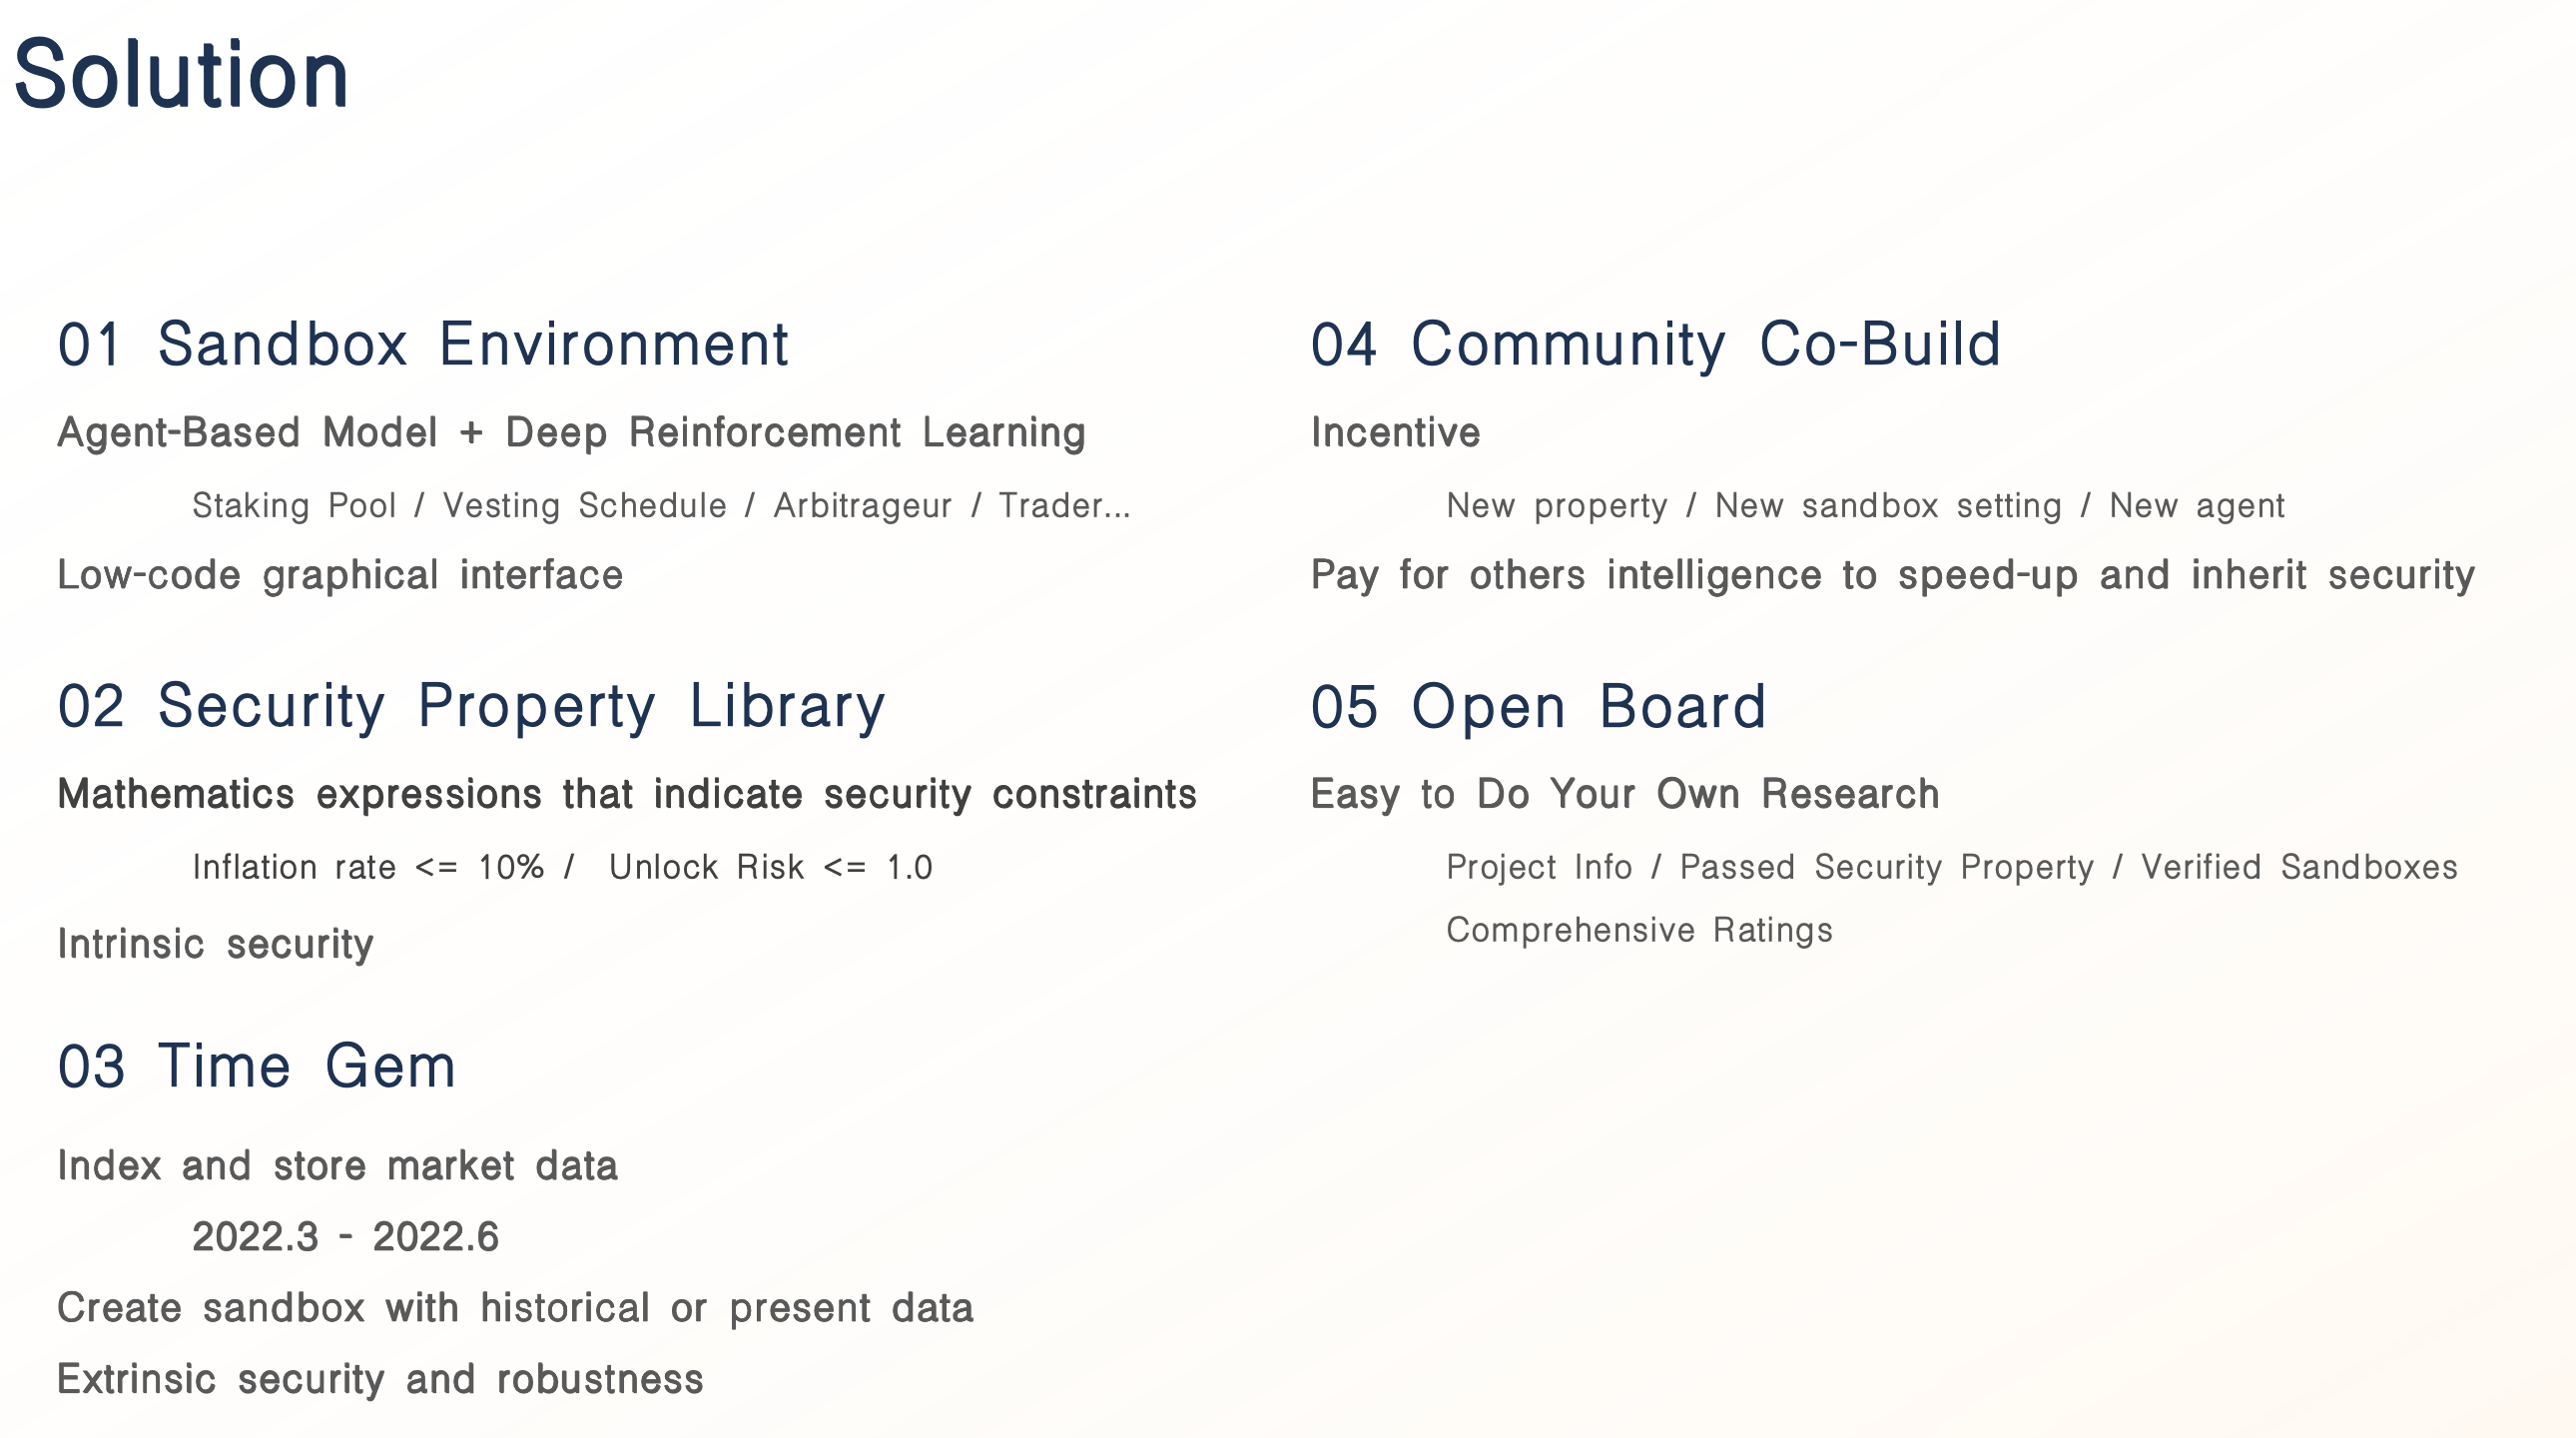 Solution
01 Sandbox Environment
Agent-Based Model + Deep Reinforcement Learning
Staking Pool / Vesting Schedule / Arbitrageur / Trader...
Low-code graphical interface
02 Security Property Library
Mathematics expressions that indicate security constraints
Inflation rate <= 10% / Unlock Risk <= 1.0
Intrinsic security
03 Time Gem
Index and store market data
2022.3 - 2022.6
Create sandbox with historical or present data
Extrinsic security and robustness
04 Community Co-Build
Incentive
New property / New sandbox setting / New agent
Pay for others intelligence to speed-up and inherit security
05 Open Board
Easy to Do Your Own Research
Project Info / Passed Security Property / Verified Sandboxes
Comprehensive Ratings